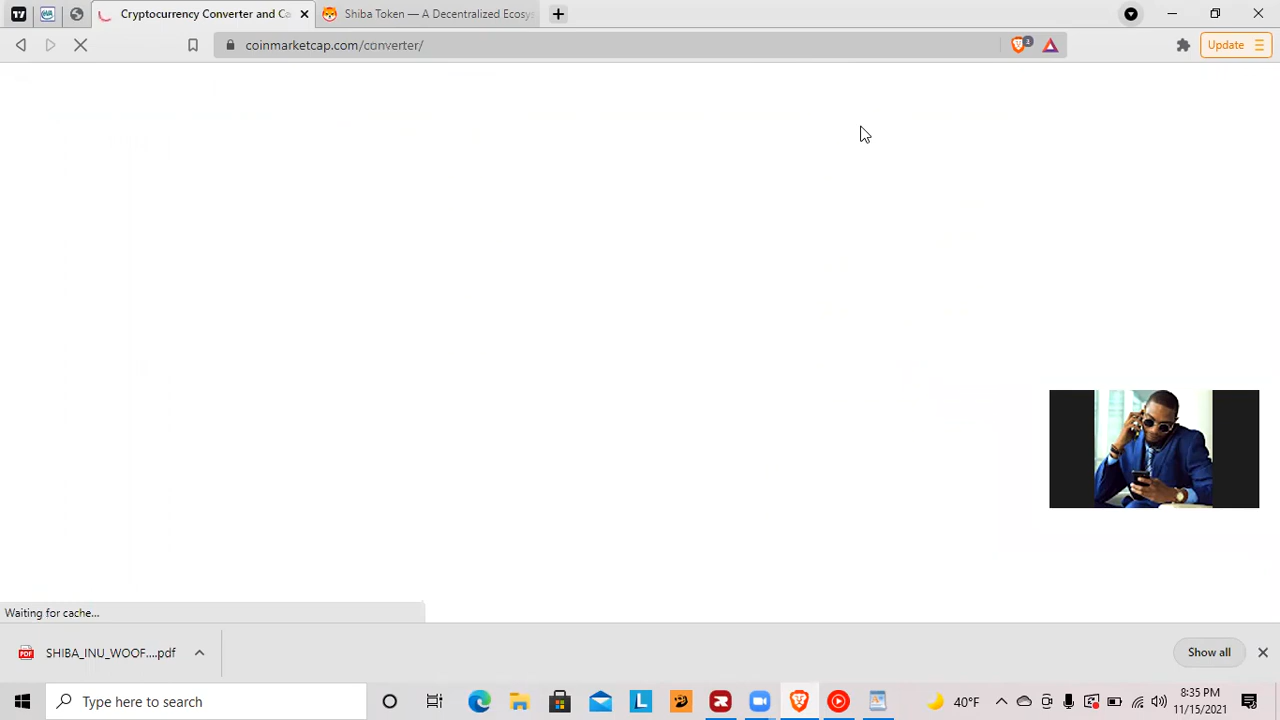 Cryptocurrency Converter and Ca
Shiba Token — A Decentralized Ecosy
coinmarketcap.com/converter/
3
Update
Waiting for cache...
SHIBA_INU_WOOF....pdf
Show all
Type here to search
40°F
8:35 PM
11/15/2021